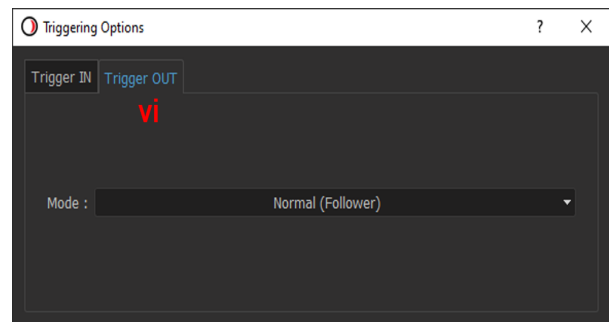 Triggering Options ? X
Trigger IN Trigger OUT
vi
Mode : Normal (Follower)